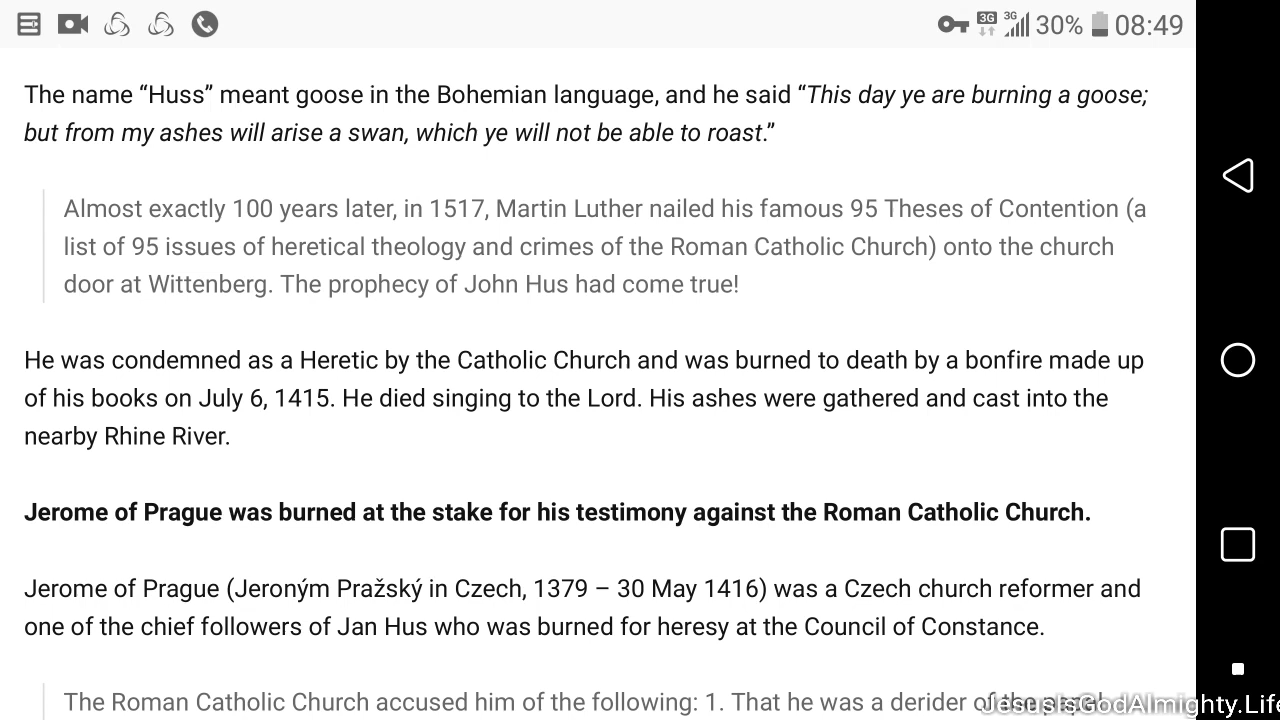 3G 3G 30% 08:49
The name “Huss” meant goose in the Bohemian language, and he said “This day ye are burning a goose;
but from my ashes will arise a swan, which ye will not be able to roast.”
Almost exactly 100 years later, in 1517, Martin Luther nailed his famous 95 Theses of Contention (a
list of 95 issues of heretical theology and crimes of the Roman Catholic Church) onto the church
door at Wittenberg. The prophecy of John Hus had come true!
He was condemned as a Heretic by the Catholic Church and was burned to death by a bonfire made up
of his books on July 6, 1415. He died singing to the Lord. His ashes were gathered and cast into the
nearby Rhine River.
Jerome of Prague was burned at the stake for his testimony against the Roman Catholic Church.
Jerome of Prague (Jeroným Pražský in Czech, 1379 – 30 May 1416) was a Czech church reformer and
one of the chief followers of Jan Hus who was burned for heresy at the Council of Constance.
The Roman Catholic Church accused him of the following: 1. That he was a derider of the
JesusIsGodAlmighty.Life